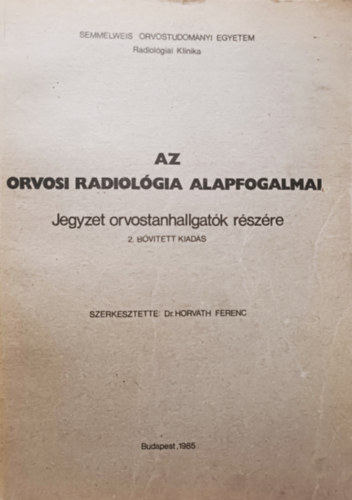 SEMMELWEIS ORVOSTUDOMÁNYI EGYETEM
Radiológiai Klinika
AZ
ORVOSI RADIOLÓGIA ALAPFOGALMAI
Jegyzet orvostanhallgatók részére
2. BŐVITETT KIADÁS
SZERKESZTETTE: Dr. HORVÁTH FERENC
Budapest, 1985